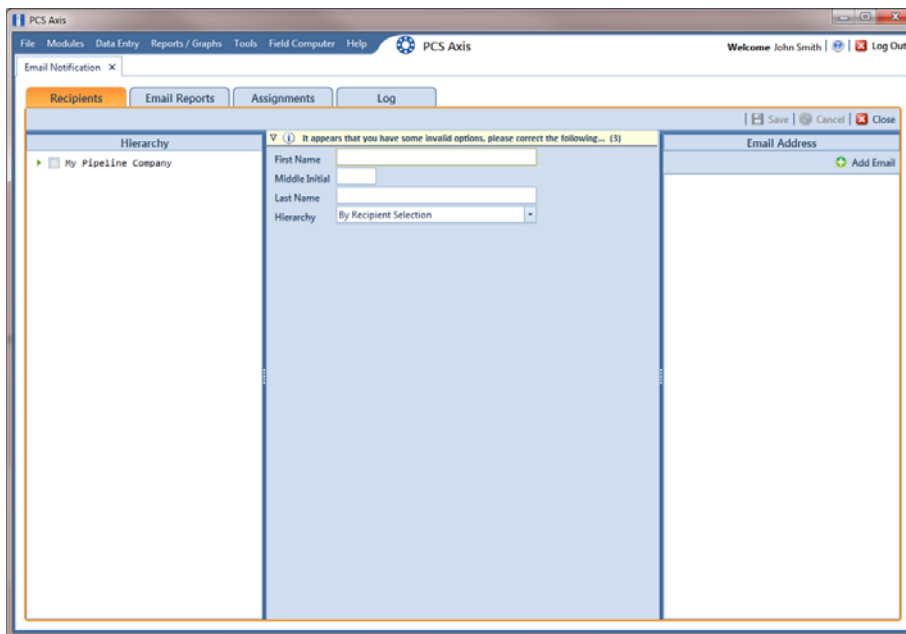 PCS Axis
File Modules Data Entry Reports / Graphs Tools Field Computer Help PCS Axis Welcome John Smith | | Log Out
Email Notification X
Recipients Email Reports Assignments Log
| Save | Cancel | Close
Hierarchy
My Pipeline Company
It appears that you have some invalid options, please correct the following... (3)
First Name
Middle Initial
Last Name
Hierarchy By Recipient Selection
Email Address
Add Email